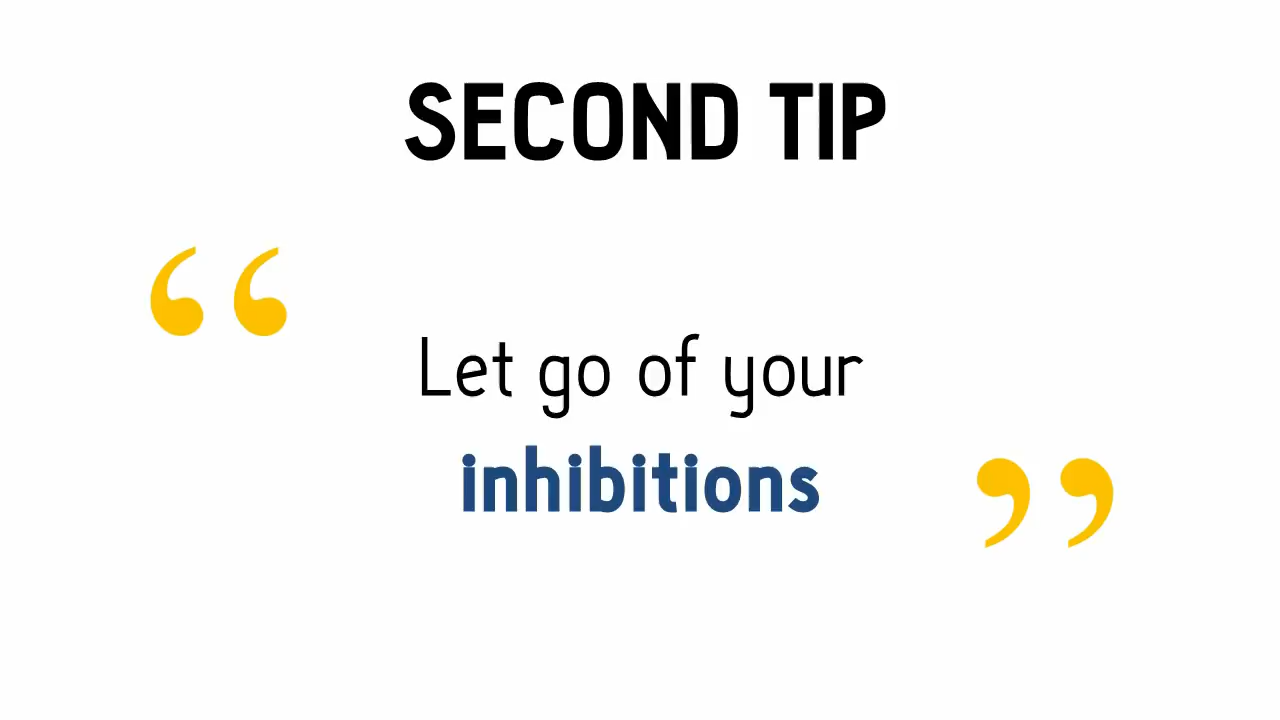 SECOND TIP
“
Let go of your
inhibitions
”